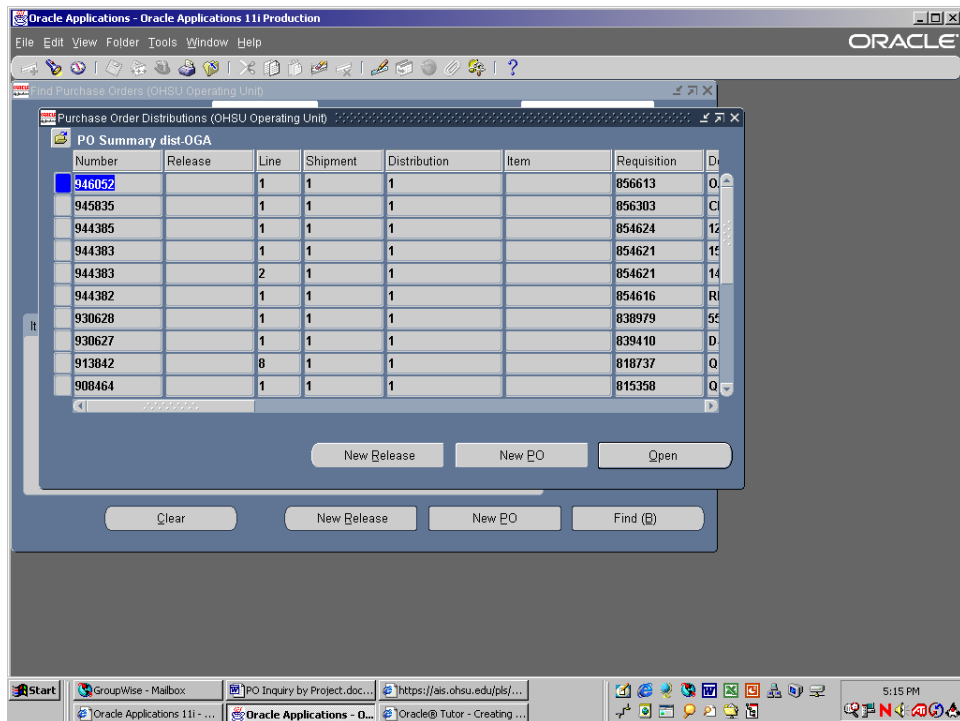 Oracle Applications - Oracle Applications 11i Production
File Edit View Folder Tools Window Help
ORACLE
Find Purchase Orders (OHSU Operating Unit)
Purchase Order Distributions (OHSU Operating Unit)
PO Summary dist-OGA
Number Release Line Shipment Distribution Item Requisition
946052 1 1 1 856613
945835 1 1 1 856303
944385 1 1 1 854624 12
944383 1 1 1 854621 15
944383 2 1 1 854621 14
944382 1 1 1 854616
930628 1 1 1 838979 55
930627 1 1 1 839410 D
913842 8 1 1 818737 Q
908464 1 1 1 815358 Q
It
New Release New PO Open
Clear New Release New PO Find (B)
Start GroupWise - Mailbox PO Inquiry by Project.doc... https://ais.ohsu.edu/pls/... 5:15 PM
Oracle Applications 11i - ... Oracle Applications - O... Oracle® Tutor - Creating ...